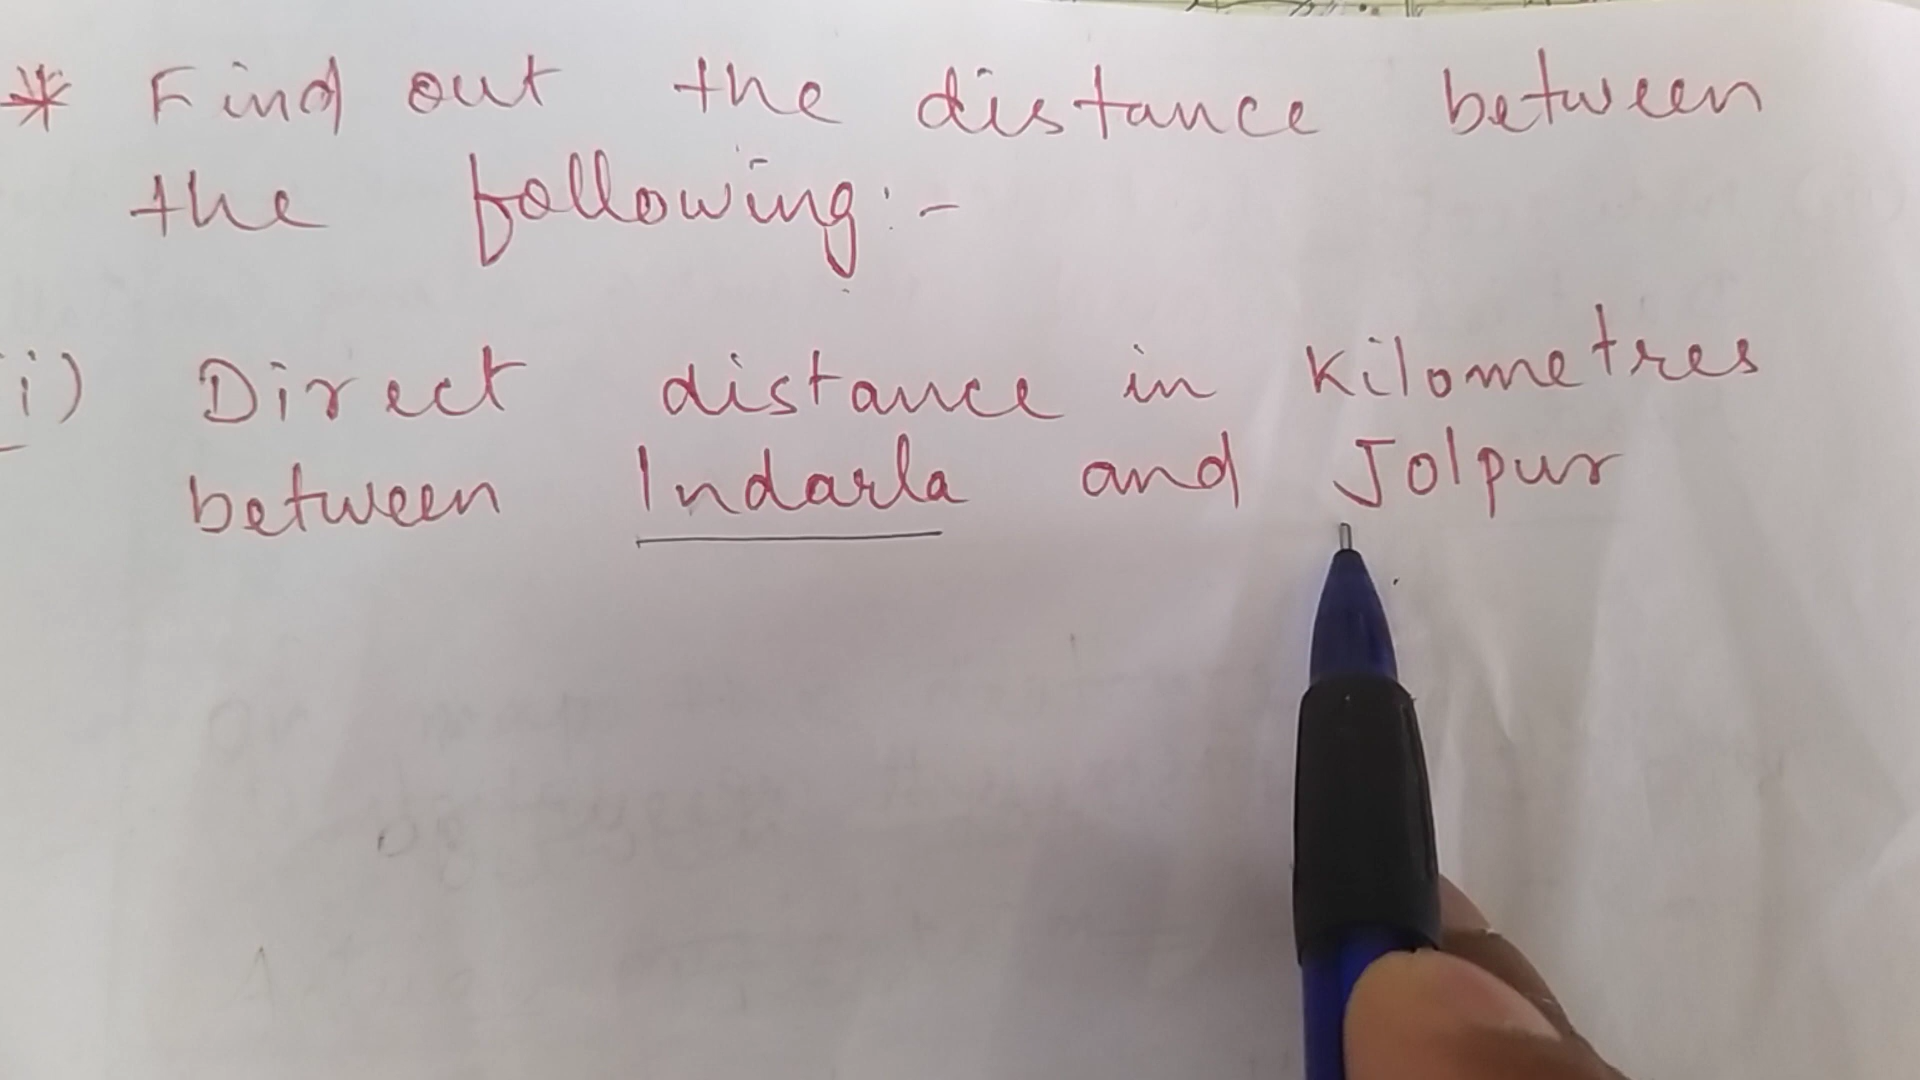 * Find out the distance between
the following:-
i) Direct distance in Kilometres
between Indarla and Jolpur